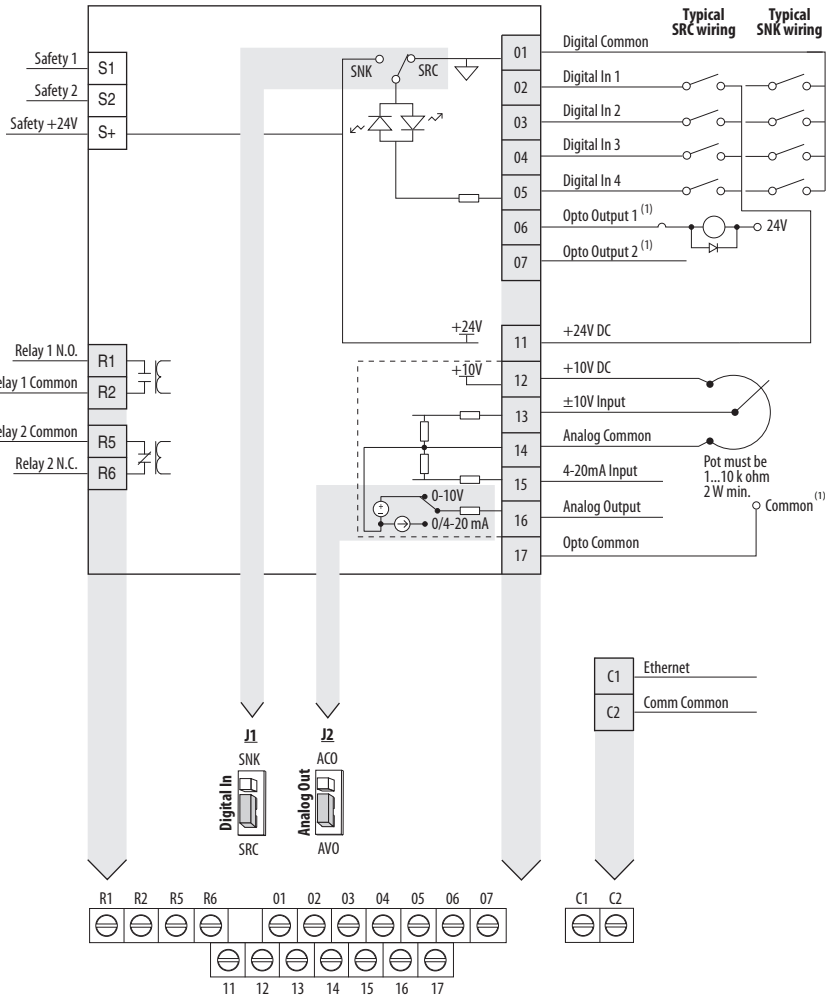 Typical
SRC wiring
Typical
SNK wiring
Safety 1
S1
Safety 2
S2
Safety +24V
S+
SNK
SRC
01
Digital Common
02
Digital In 1
03
Digital In 2
04
Digital In 3
05
Digital In 4
06
Opto Output 1 (1)
24V
07
Opto Output 2 (1)
+24V
11
+24V DC
+10V
12
+10V DC
13
±10V Input
14
Analog Common
15
4-20mA Input
16
Analog Output
17
Opto Common
Pot must be
1...10 k ohm
2 W min.
Common (1)
0-10V
0/4-20 mA
Relay 1 N.O.
R1
elay 1 Common
R2
elay 2 Common
R5
Relay 2 N.C.
R6
C1
Ethernet
C2
Comm Common
J1
SNK
Digital In
SRC
J2
ACO
Analog Out
AVO
R1 R2 R5 R6 01 02 03 04 05 06 07
C1 C2
11 12 13 14 15 16 17